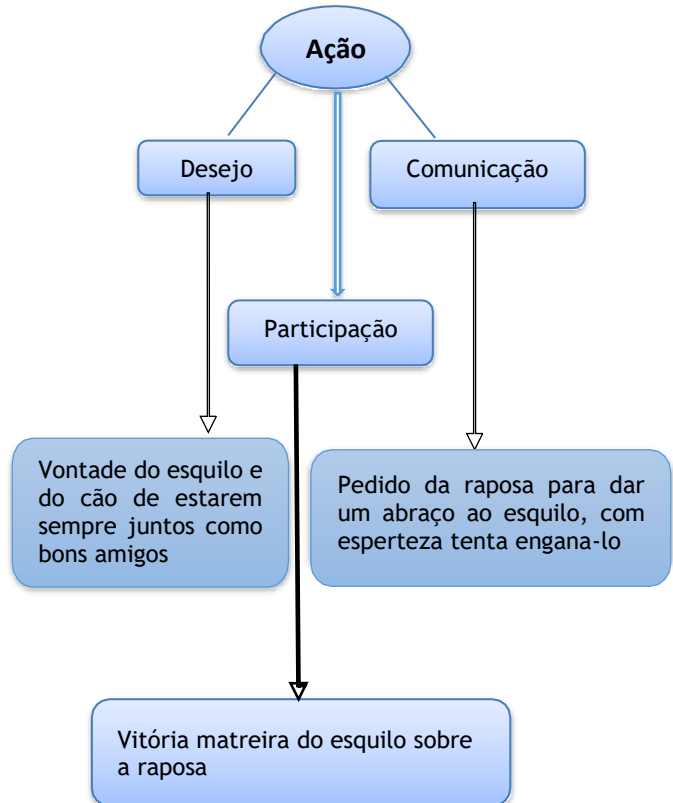 Ação
Desejo
Comunicação
Participação
Vontade do esquilo e
do cão de estarem
sempre juntos como
bons amigos
Pedido da raposa para dar
um abraço ao esquilo, com
esperteza tenta engana-lo
Vitória matreira do esquilo sobre
a raposa